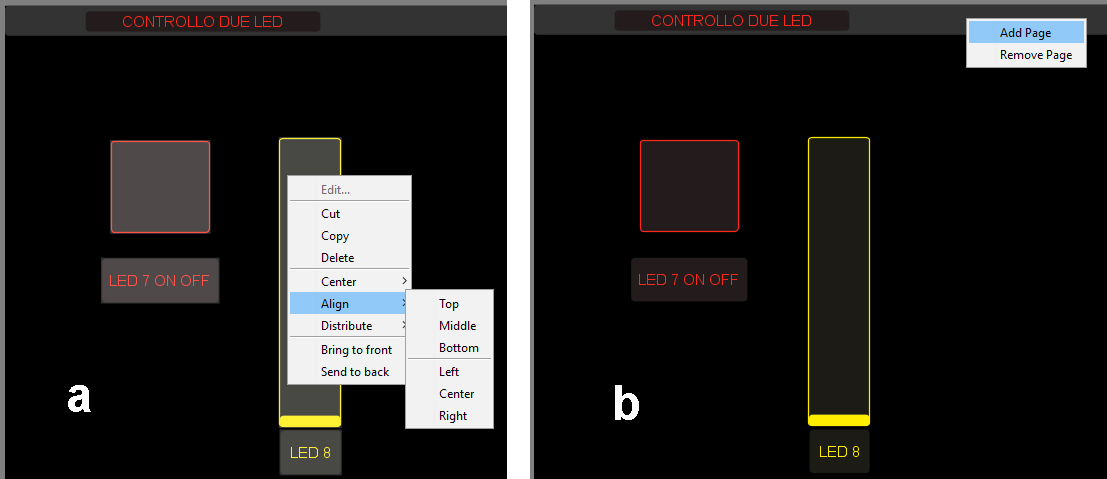 CONTROLLO DUE LED
LED 7 ON OFF
Edit...
Cut
Copy
Delete
Center
Align
Distribute
Bring to front
Send to back
Top
Middle
Bottom
Left
Center
Right
LED 8
a
CONTROLLO DUE LED
Add Page
Remove Page
LED 7 ON OFF
LED 8
b